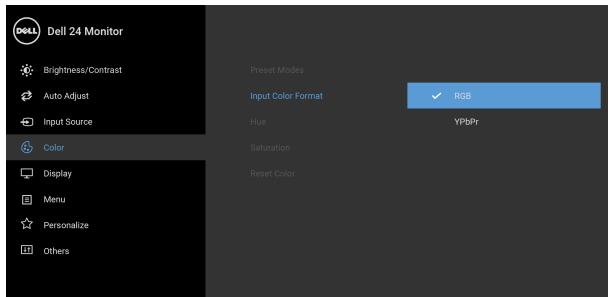 DELL
Dell 24 Monitor
Brightness/Contrast
Auto Adjust
Input Source
Color
Display
Menu
Personalize
Others
Preset Modes
Input Color Format
Hue
Saturation
Reset Color
RGB
YPbPr